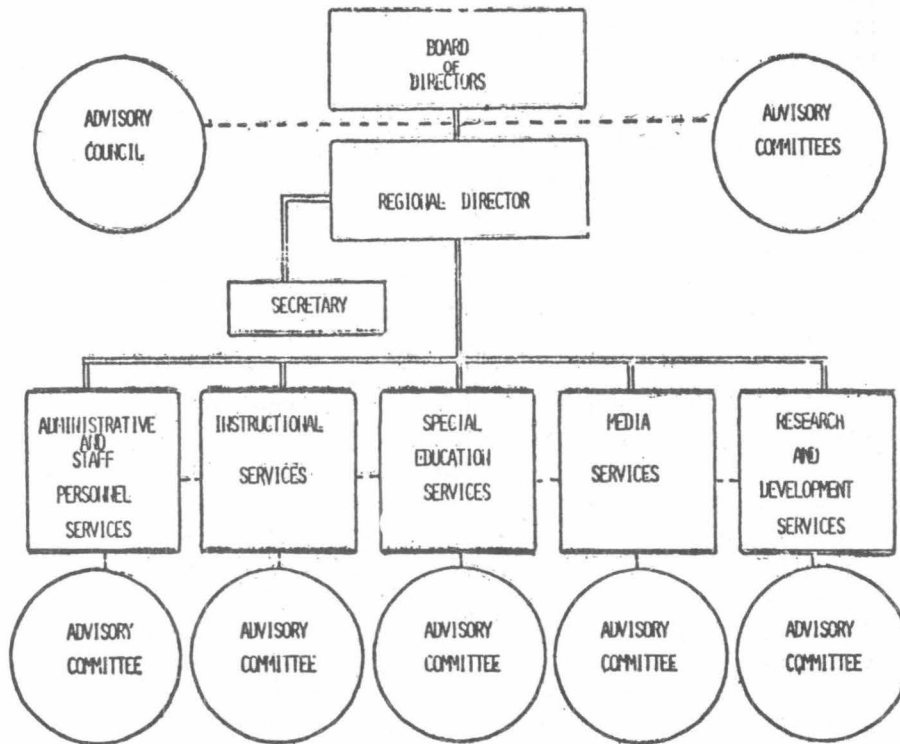 BOARD
OF
DIRECTORS
ADVISORY
COUNCIL
ADVISORY
COMMITTEES
REGIONAL DIRECTOR
SECRETARY
ADMINISTRATIVE
AND
STAFF
PERSONNEL
SERVICES
INSTRUCTIONAL
SERVICES
SPECIAL
EDUCATION
SERVICES
MEDIA
SERVICES
RESEARCH
AND
DEVELOPMENT
SERVICES
ADVISORY
COMMITTEE
ADVISORY
COMMITTEE
ADVISORY
COMMITTEE
ADVISORY
COMMITTEE
ADVISORY
COMMITTEE